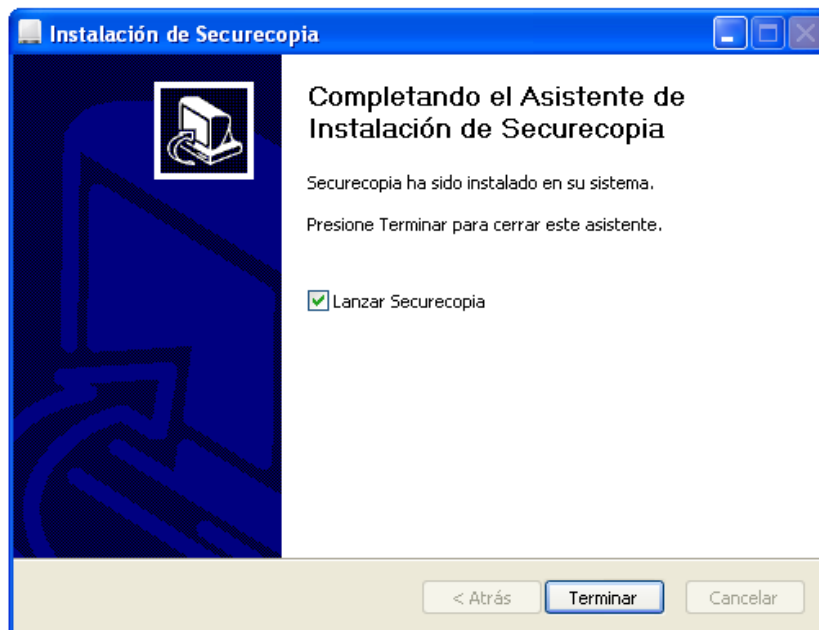 Instalación de Securecopia
Completando el Asistente de
Instalación de Securecopia
Securecopia ha sido instalado en su sistema.
Presione Terminar para cerrar este asistente.
Lanzar Securecopia
< Atrás
Terminar
Cancelar